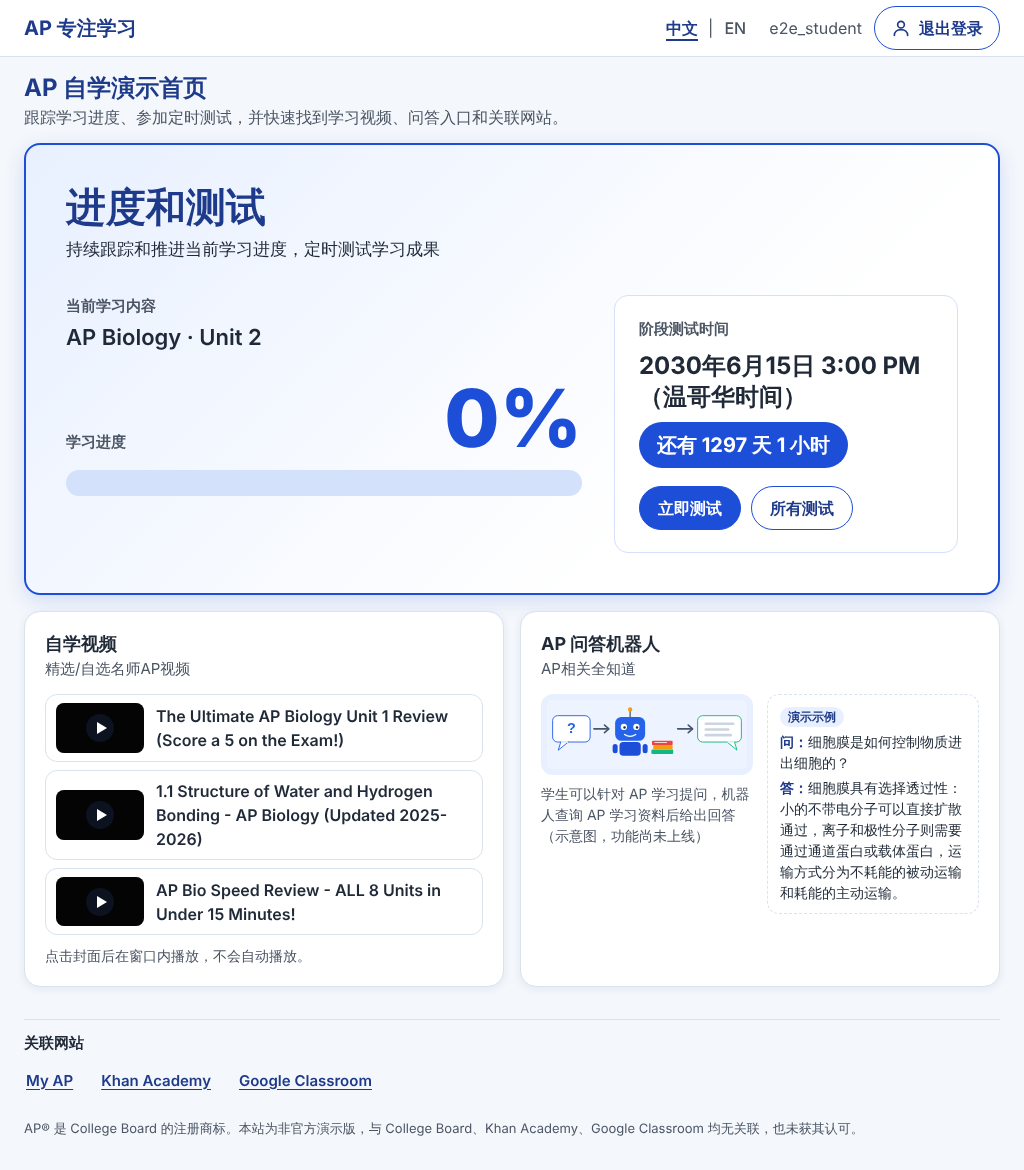 AP 专注学习
中文 | EN e2e_student 退出登录
AP 自学演示首页
跟踪学习进度、参加定时测试，并快速找到学习视频、问答入口和关联网站。
进度和测试
持续跟踪和推进当前学习进度，定时测试学习成果
当前学习内容
AP Biology · Unit 2
学习进度
0%
阶段测试时间
2030年6月15日 3:00 PM
（温哥华时间）
还有 1297 天 1 小时
立即测试
所有测试
自学视频
精选/自选名师AP视频
The Ultimate AP Biology Unit 1 Review
(Score a 5 on the Exam!)
1.1 Structure of Water and Hydrogen
Bonding - AP Biology (Updated 2025-
2026)
AP Bio Speed Review - ALL 8 Units in
Under 15 Minutes!
点击封面后在窗口内播放，不会自动播放。
AP 问答机器人
AP相关全知道
?
学生可以针对 AP 学习提问，机器
人查询 AP 学习资料后给出回答
（示意图，功能尚未上线）
演示示例
问：细胞膜是如何控制物质进
出细胞的？
答：细胞膜具有选择透过性：
小的不带电分子可以直接扩散
通过，离子和极性分子则需要
通过通道蛋白或载体蛋白，运
输方式分为不耗能的被动运输
和耗能的主动运输。
关联网站
My AP
Khan Academy
Google Classroom
AP® 是 College Board 的注册商标。本站为非官方演示版，与 College Board、Khan Academy、Google Classroom 均无关联，也未获其认可。